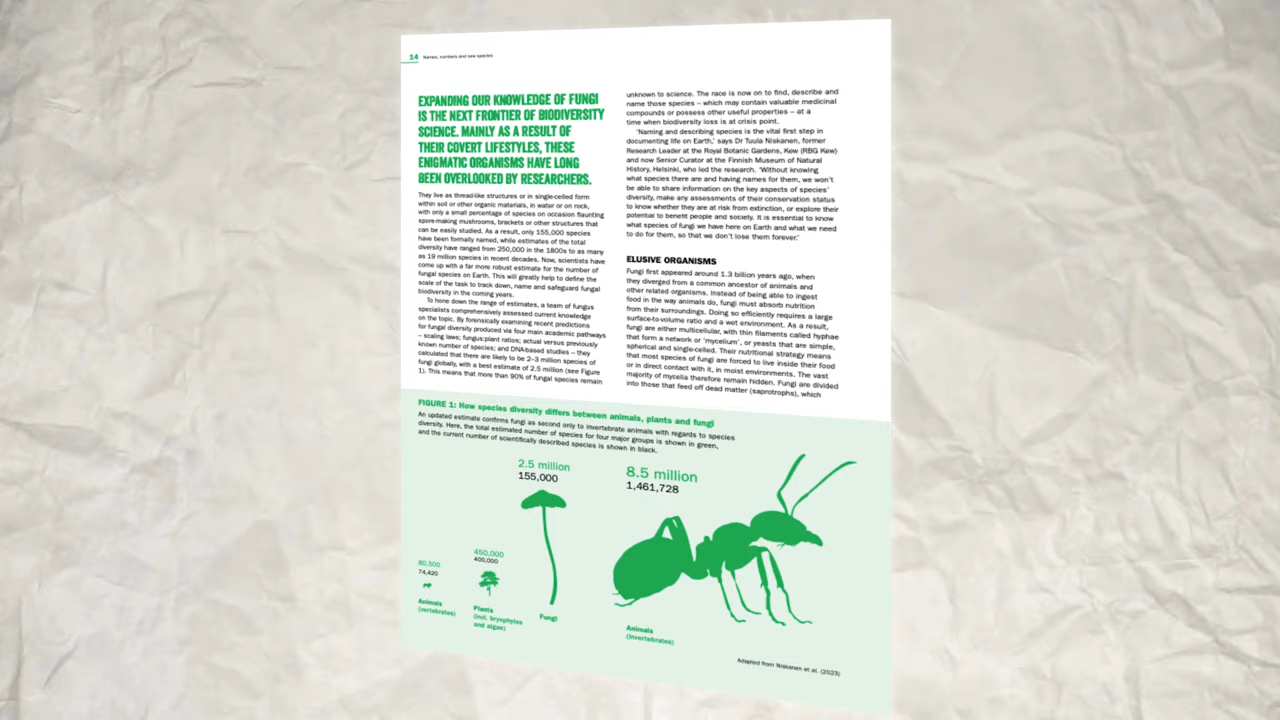 14 Names, numbers and new species
EXPANDING OUR KNOWLEDGE OF FUNGI
IS THE NEXT FRONTIER OF BIODIVERSITY
SCIENCE. MAINLY AS A RESULT OF
THEIR COVERT LIFESTYLES, THESE
ENIGMATIC ORGANISMS HAVE LONG
BEEN OVERLOOKED BY RESEARCHERS.
They live as thread-like structures or in single-celled form
within soil or other organic materials, in water or on rock,
with only a small percentage of species on occasion flaunting
spore-making mushrooms, brackets or other structures that
can be easily studied. As a result, only 155,000 species
have been formally named, while estimates of the total
diversity have ranged from 250,000 in the 1800s to as many
as 19 million species in recent decades. Now, scientists have
come up with a far more robust estimate for the number of
fungal species on Earth. This will greatly help to define the
scale of the task to track down, name and safeguard fungal
biodiversity in the coming years.
To hone down the range of estimates, a team of fungus
specialists comprehensively assessed current knowledge
on the topic. By forensically examining recent predictions
for fungal diversity produced via four main academic pathways
– scaling laws; fungus:plant ratios; actual versus previously
known number of species; and DNA-based studies – they
calculated that there are likely to be 2–3 million species of
fungi globally, with a best estimate of 2.5 million (see Figure
1). This means that more than 90% of fungal species remain
unknown to science. The race is now on to find, describe and
name those species – which may contain valuable medicinal
compounds or possess other useful properties – at a
time when biodiversity loss is at crisis point.
‘Naming and describing species is the vital first step in
documenting life on Earth,’ says Dr Tuula Niskanen, former
Research Leader at the Royal Botanic Gardens, Kew (RBG Kew)
and now Senior Curator at the Finnish Museum of Natural
History, Helsinki, who led the research. ‘Without knowing
what species there are and having names for them, we won’t
be able to share information on the key aspects of species’
diversity, make any assessments of their conservation status
to know whether they are at risk from extinction, or explore their
potential to benefit people and society. It is essential to know
what species of fungi we have here on Earth and what we need
to do for them, so that we don’t lose them forever.’
ELUSIVE ORGANISMS
Fungi first appeared around 1.3 billion years ago, when
they diverged from a common ancestor of animals and
other related organisms. Instead of being able to ingest
food in the way animals do, fungi must absorb nutrition
from their surroundings. Doing so efficiently requires a large
surface-to-volume ratio and a wet environment. As a result,
fungi are either multicellular, with thin filaments called hyphae
that form a network or ‘mycelium’, or yeasts that are simple,
spherical and single-celled. Their nutritional strategy means
that most species of fungi are forced to live inside their food
or in direct contact with it, in moist environments. The vast
majority of mycelia therefore remain hidden. Fungi are divided
into those that feed off dead matter (saprotrophs), which
FIGURE 1: How species diversity differs between animals, plants and fungi
An updated estimate confirms fungi as second only to invertebrate animals with regards to species
diversity. Here, the total estimated number of species for four major groups is shown in green,
and the current number of scientifically described species is shown in black.
80,500
74,420
Animals
(vertebrates)
450,000
400,000
Plants
(incl. bryophytes
and algae)
2.5 million
155,000
Fungi
8.5 million
1,461,728
Animals
(invertebrates)
Adapted from Niskanen et al. (2023)